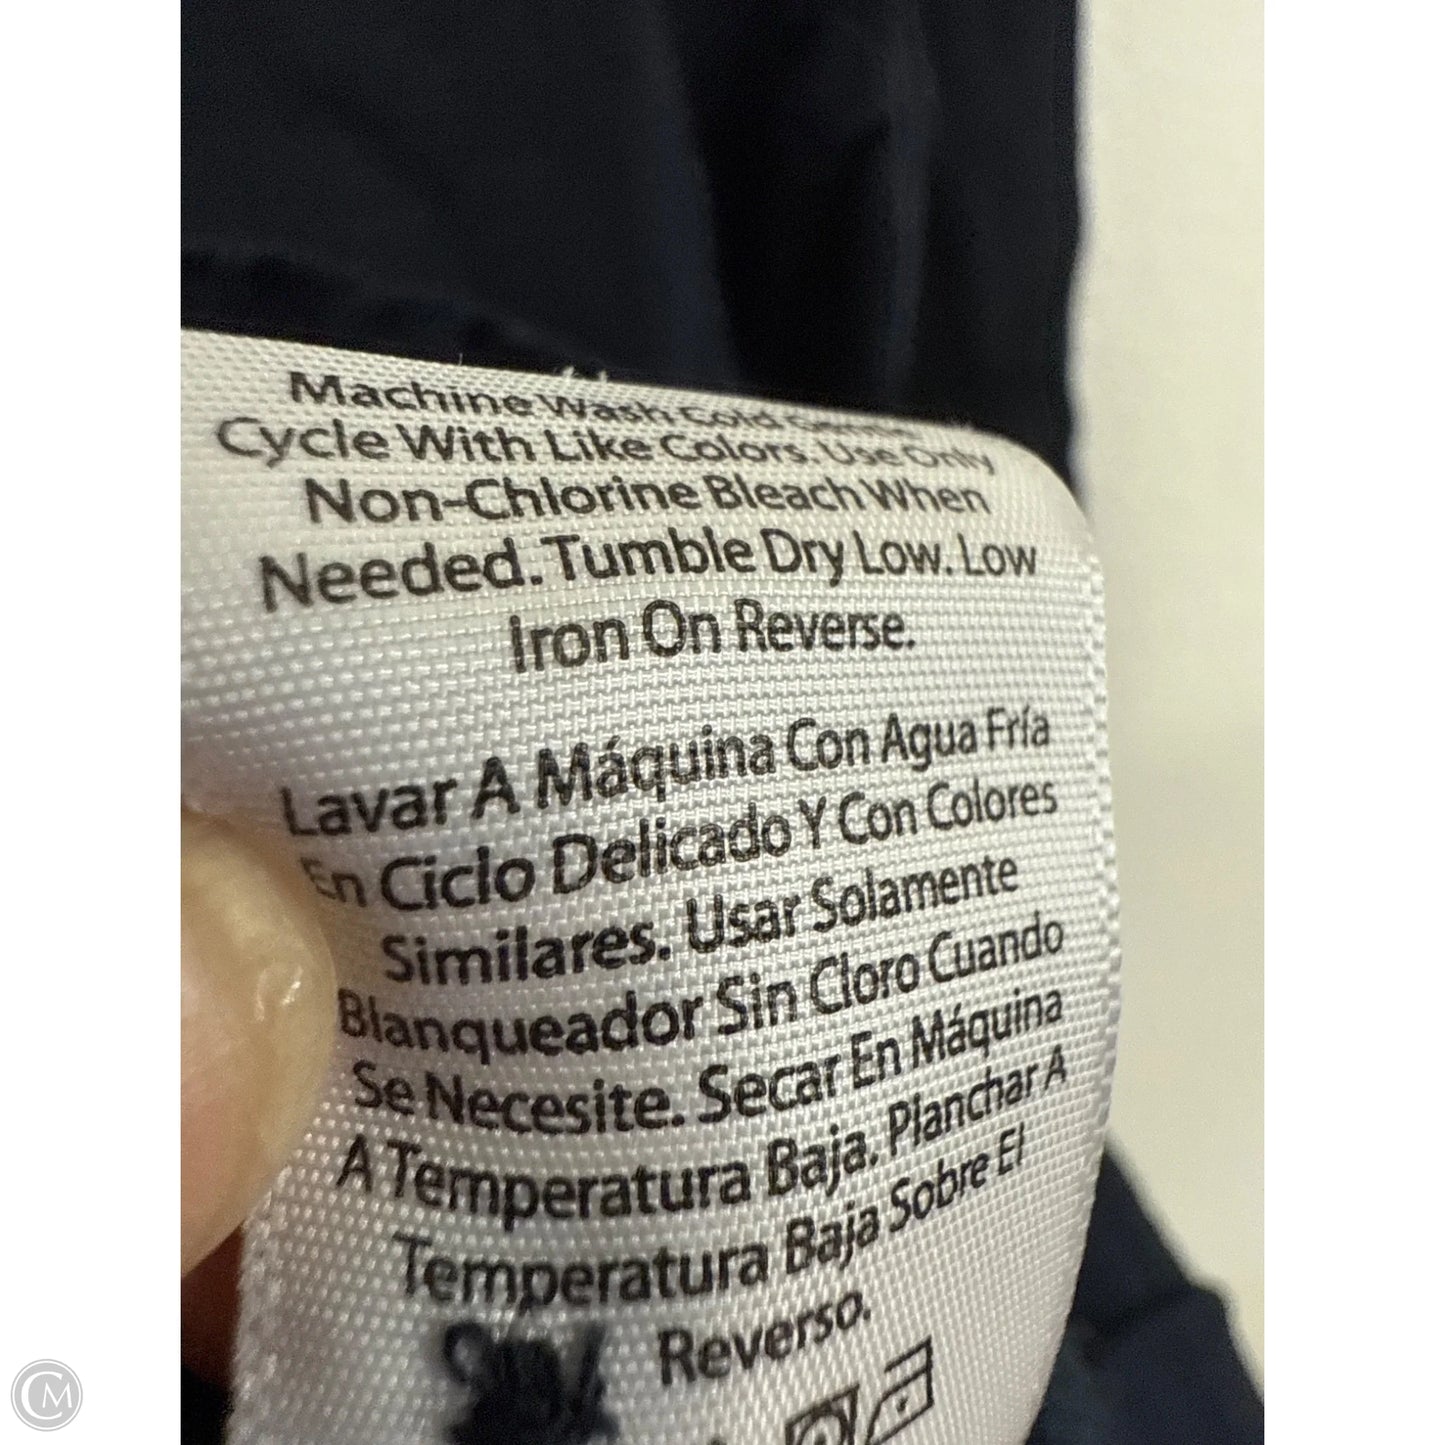 Machine Wash Cold Gentle
Cycle With Like Colors. Use Only
Non-Chlorine Bleach When
Needed. Tumble Dry Low. Low
Iron On Reverse.
Lavar A Máquina Con Agua Fría
En Ciclo Delicado Y Con Colores
Similares. Usar Solamente
Blanqueador Sin Cloro Cuando
Se Necesite. Secar En Máquina
A Temperatura Baja. Planchar A
Temperatura Baja Sobre El
Reverso.
CM